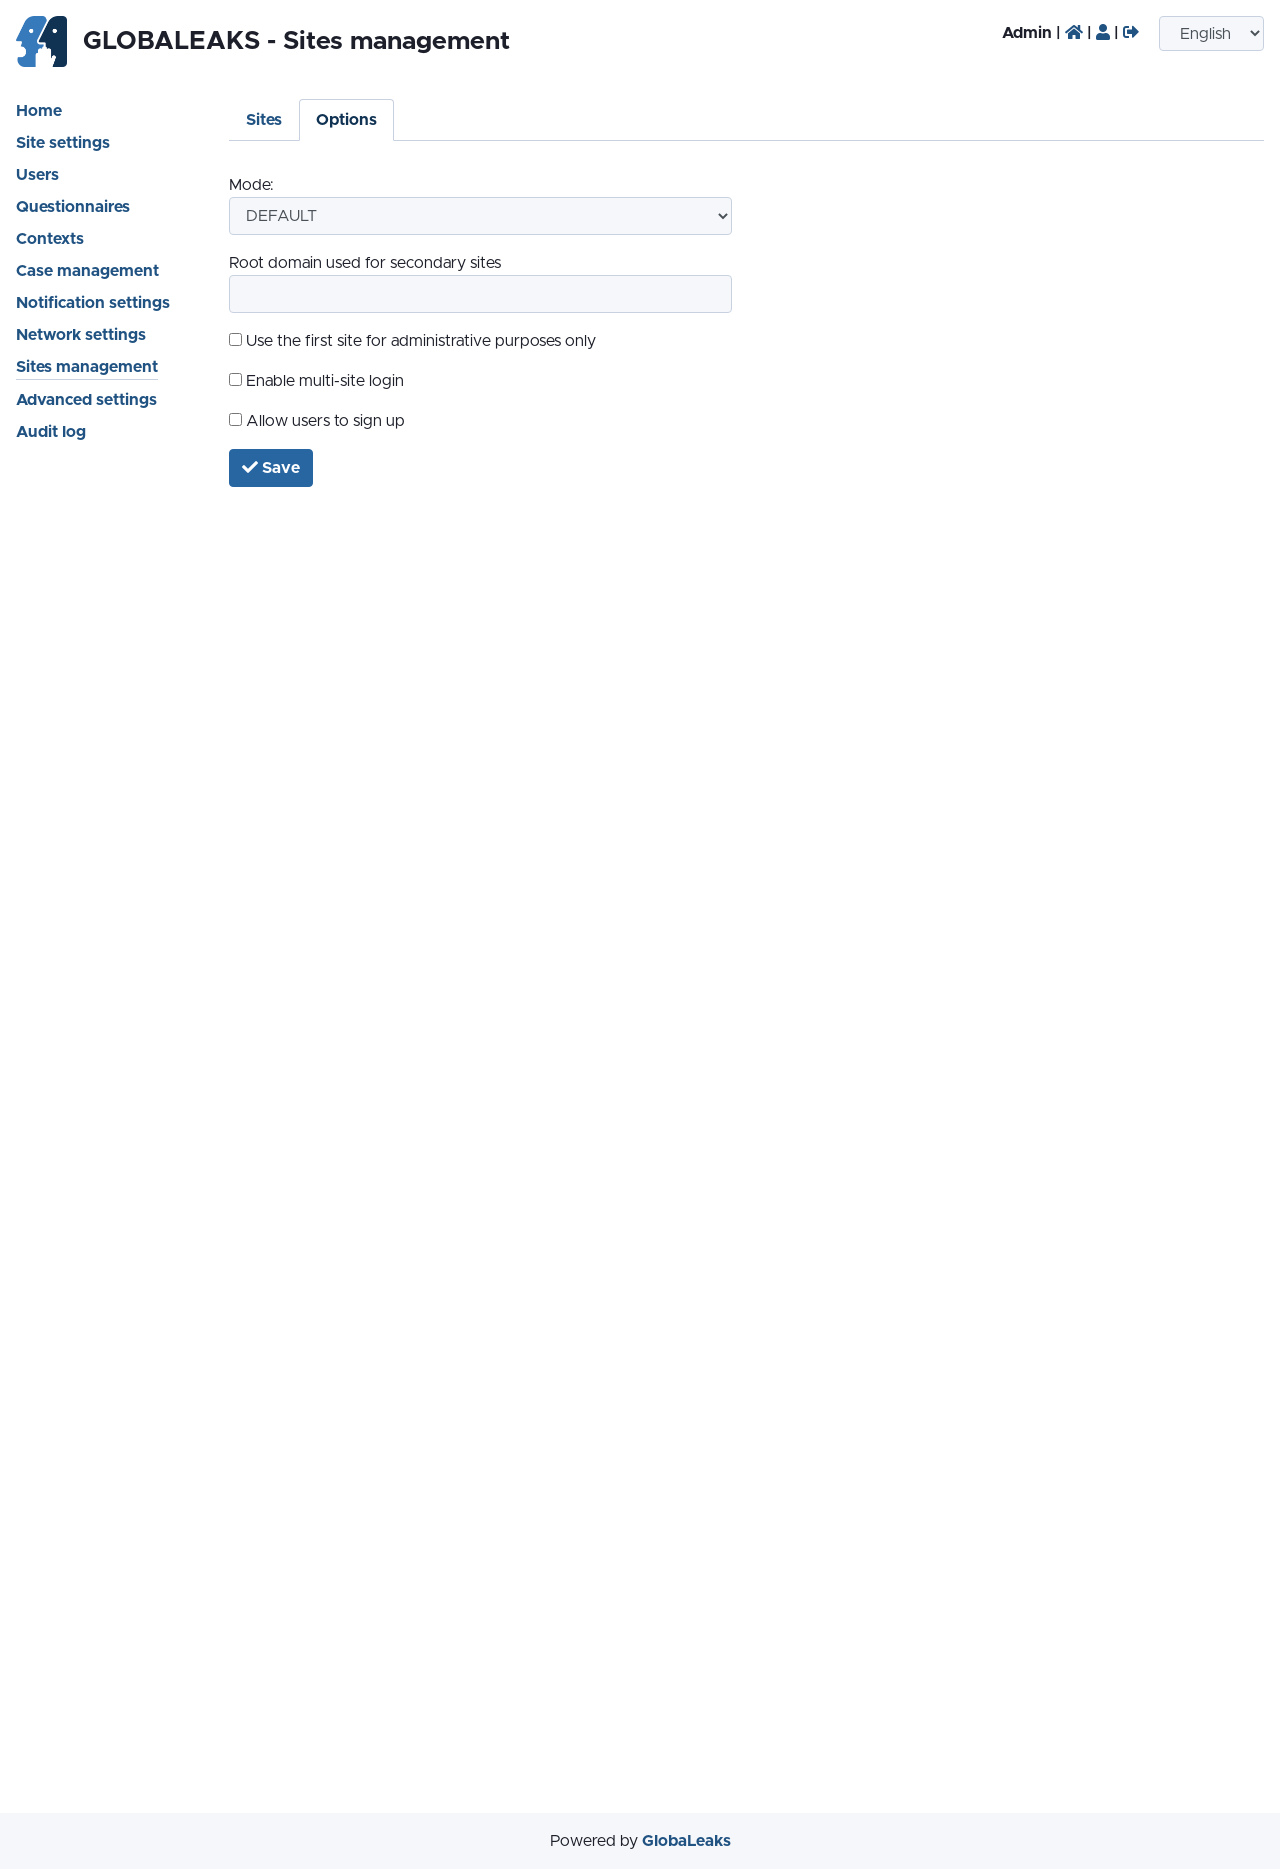 GLOBALEAKS - Sites management
Admin | | |
English
Home
Site settings
Users
Questionnaires
Contexts
Case management
Notification settings
Network settings
Sites management
Advanced settings
Audit log
Sites
Options
Mode:
DEFAULT
Root domain used for secondary sites
Use the first site for administrative purposes only
Enable multi-site login
Allow users to sign up
Save
Powered by GlobaLeaks